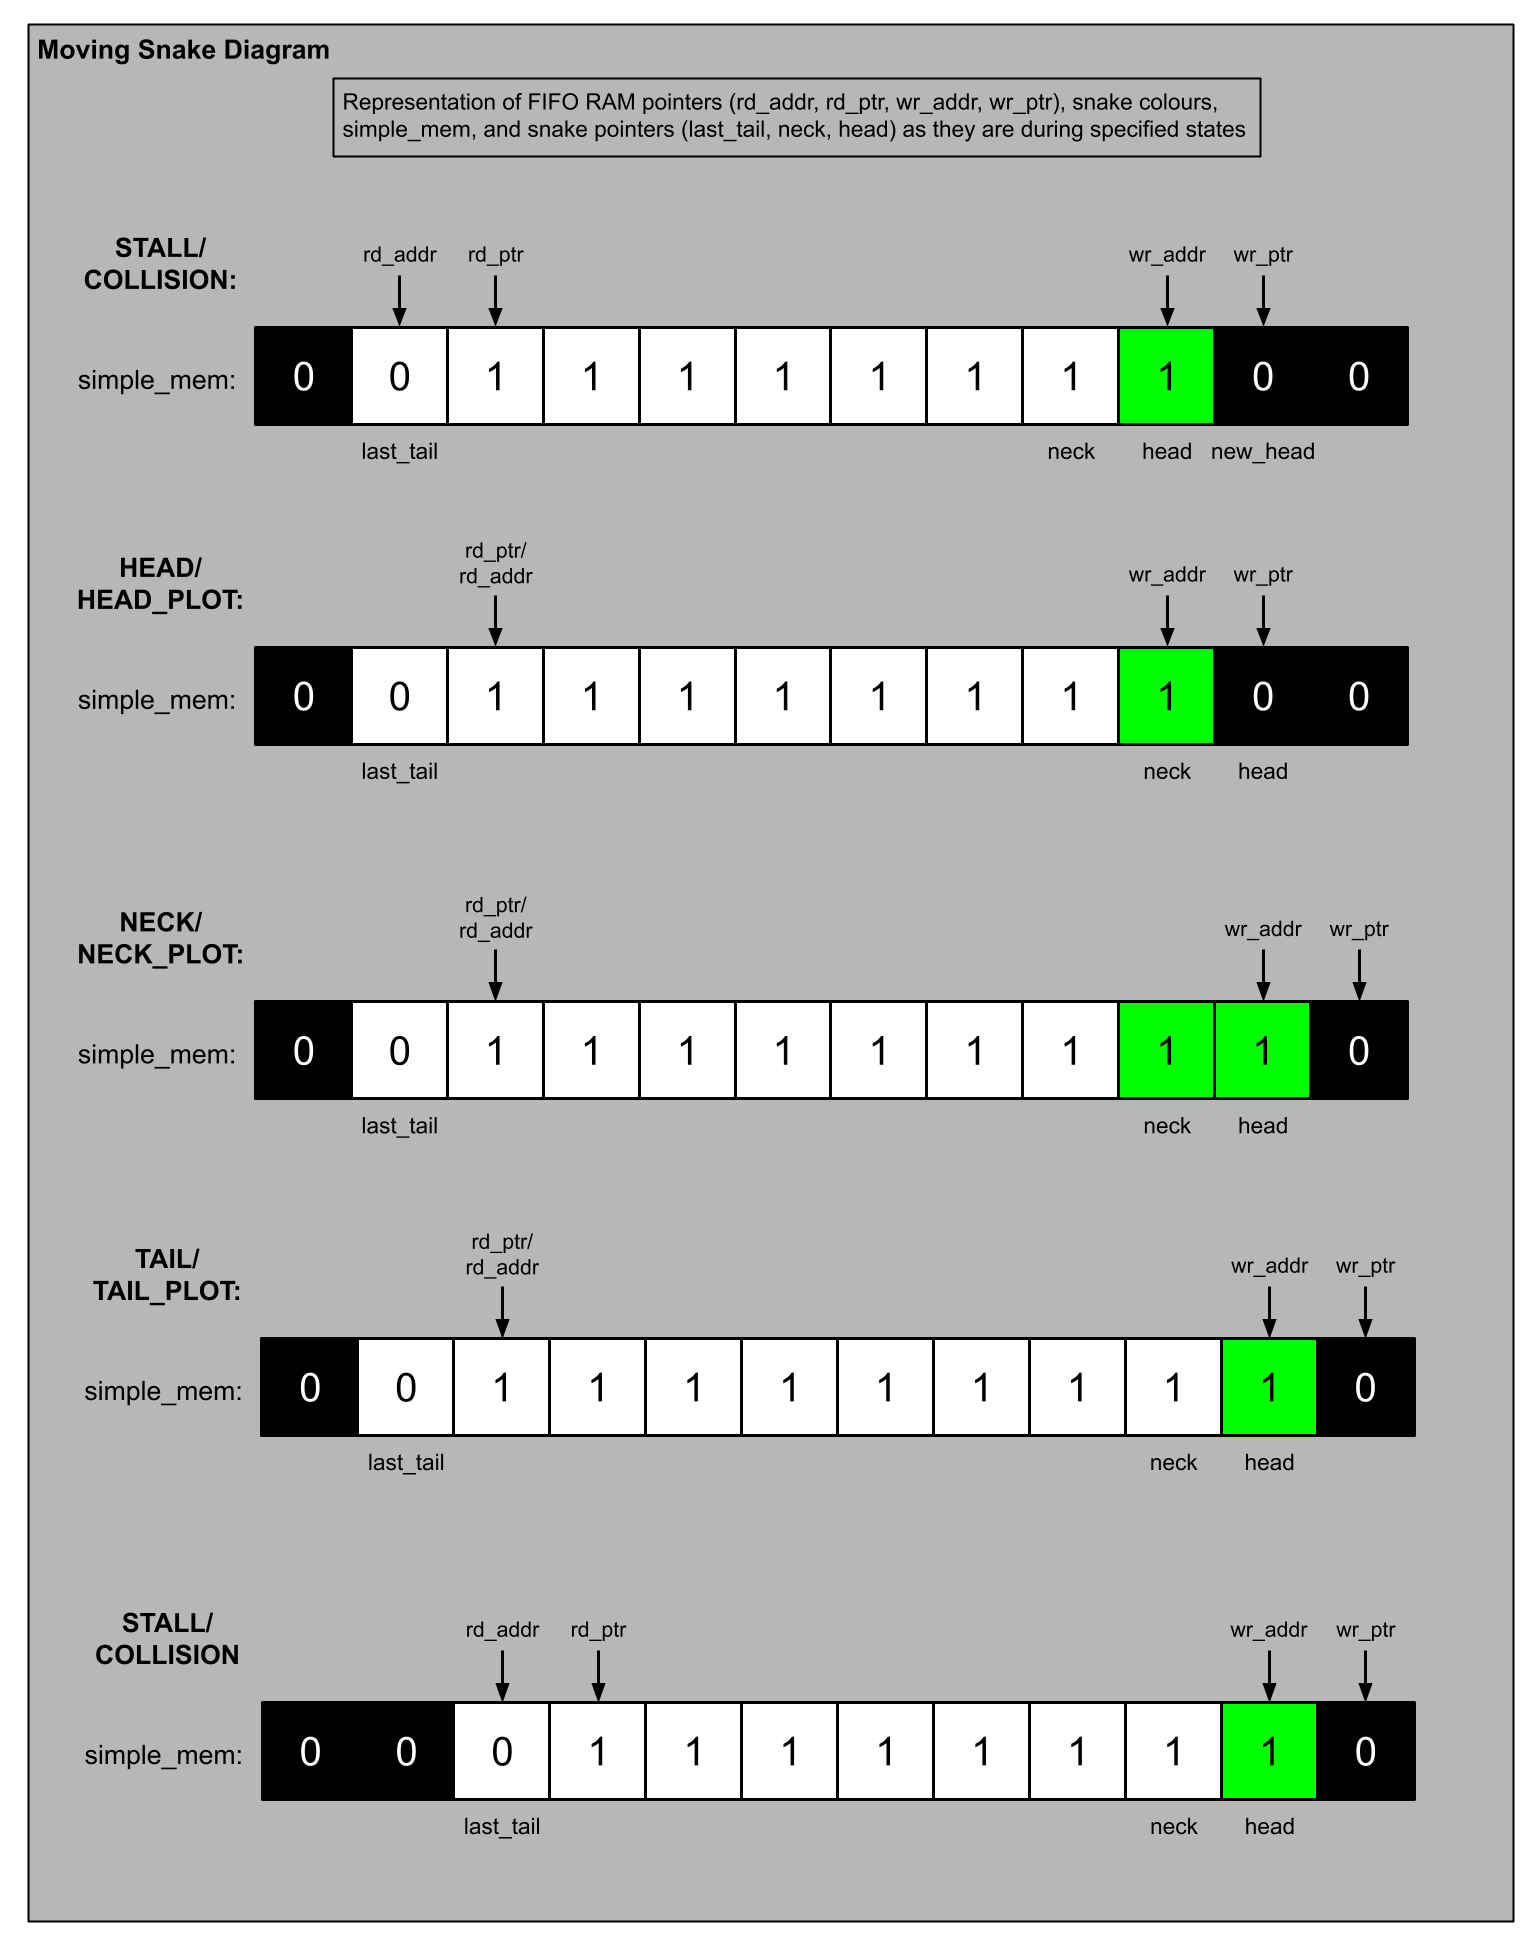 Moving Snake Diagram
Representation of FIFO RAM pointers (rd_addr, rd_ptr, wr_addr, wr_ptr), snake colours,
simple_mem, and snake pointers (last_tail, neck, head) as they are during specified states
STALL/
COLLISION:
rd_addr rd_ptr wr_addr wr_ptr
simple_mem: 0 0 1 1 1 1 1 1 1 1 0 0
last_tail neck head new_head
HEAD/
HEAD_PLOT:
rd_ptr/
rd_addr wr_addr wr_ptr
simple_mem: 0 0 1 1 1 1 1 1 1 1 0 0
last_tail neck head
NECK/
NECK_PLOT:
rd_ptr/
rd_addr wr_addr wr_ptr
simple_mem: 0 0 1 1 1 1 1 1 1 1 1 0
last_tail neck head
TAIL/
TAIL_PLOT:
rd_ptr/
rd_addr wr_addr wr_ptr
simple_mem: 0 0 1 1 1 1 1 1 1 1 1 0
last_tail neck head
STALL/
COLLISION
rd_addr rd_ptr wr_addr wr_ptr
simple_mem: 0 0 0 1 1 1 1 1 1 1 1 0
last_tail neck head